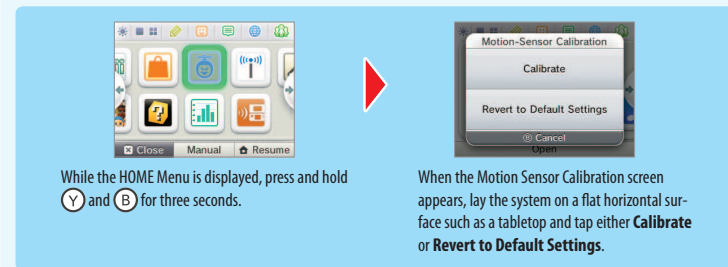 Close Manual Resume
While the HOME Menu is displayed, press and hold
Y and B for three seconds.
Motion-Sensor Calibration
Calibrate
Revert to Default Settings
B Cancel
Open
When the Motion Sensor Calibration screen
appears, lay the system on a flat horizontal sur-
face such as a tabletop and tap either Calibrate
or Revert to Default Settings.